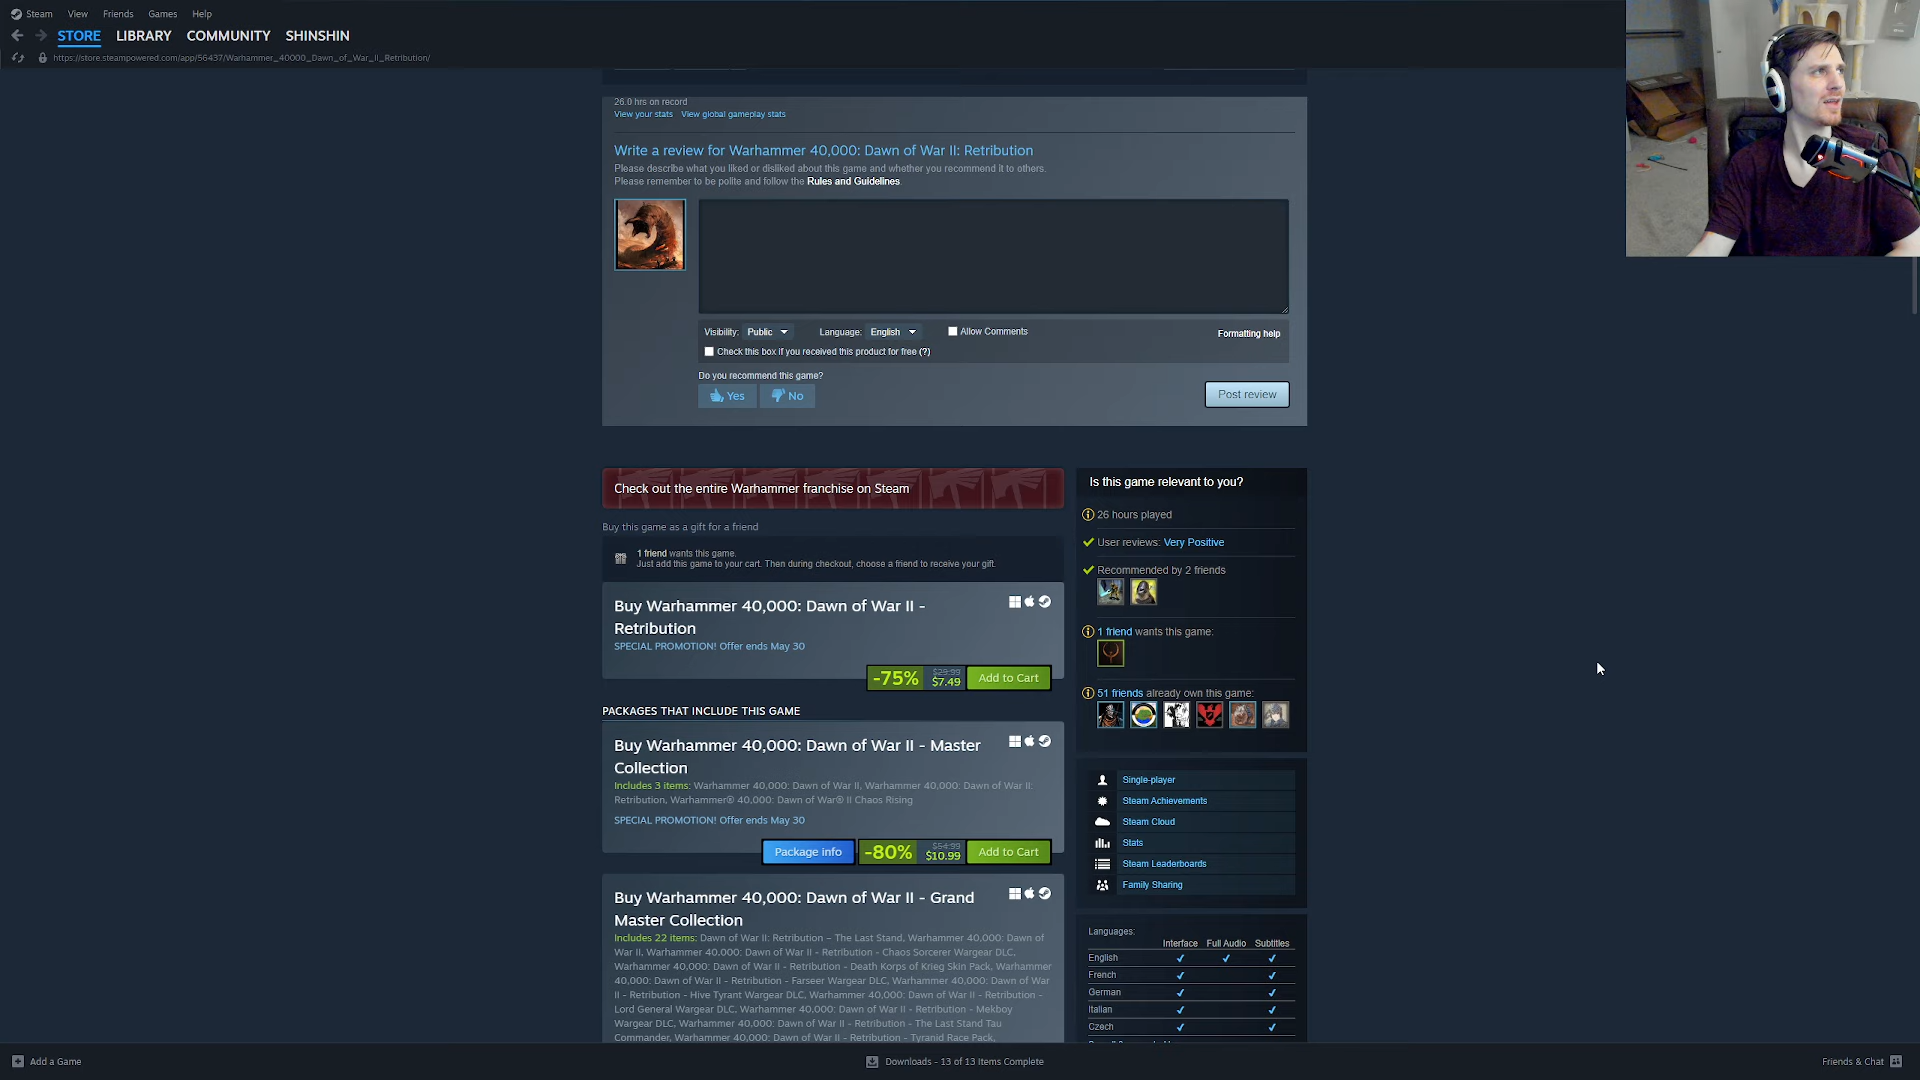 Steam View Friends Games Help
STORE LIBRARY COMMUNITY SHINSHIN
https://store.steampowered.com/app/56437/Warhammer_40000_Dawn_of_War_II_Retribution/
26.0 hrs on record
View your stats View global gameplay stats
Write a review for Warhammer 40,000: Dawn of War II: Retribution
Please describe what you liked or disliked about this game and whether you recommend it to others.
Please remember to be polite and follow the Rules and Guidelines
Visibility: Public Language: English Allow Comments Formatting help
Check this box if you received this product for free (?)
Do you recommend this game?
Yes No Post review
Check out the entire Warhammer franchise on Steam
Buy this game as a gift for a friend
1 friend wants this game.
Just add this game to your cart. Then during checkout, choose a friend to receive your gift.
Buy Warhammer 40,000: Dawn of War II -
Retribution
SPECIAL PROMOTION! Offer ends May 30
-75% $29.99 $7.49 Add to Cart
PACKAGES THAT INCLUDE THIS GAME
Buy Warhammer 40,000: Dawn of War II - Master
Collection
Includes 3 items: Warhammer 40,000: Dawn of War II, Warhammer 40,000: Dawn of War II:
Retribution, Warhammer® 40,000: Dawn of War® II Chaos Rising
SPECIAL PROMOTION! Offer ends May 30
Package info -80% $54.99 $10.99 Add to Cart
Buy Warhammer 40,000: Dawn of War II - Grand
Master Collection
Includes 22 items: Dawn of War II: Retribution – The Last Stand, Warhammer 40,000: Dawn of
War II, Warhammer 40,000: Dawn of War II - Retribution - Chaos Sorcerer Wargear DLC,
Warhammer 40,000: Dawn of War II - Retribution - Death Korps of Krieg Skin Pack, Warhammer
40,000: Dawn of War II - Retribution - Farseer Wargear DLC, Warhammer 40,000: Dawn of War
II - Retribution - Hive Tyrant Wargear DLC, Warhammer 40,000: Dawn of War II - Retribution -
Lord General Wargear DLC, Warhammer 40,000: Dawn of War II - Retribution - Mekboy
Wargear DLC, Warhammer 40,000: Dawn of War II - Retribution - The Last Stand Tau
Commander, Warhammer 40,000: Dawn of War II - Retribution - Tyranid Race Pack,
Is this game relevant to you?
26 hours played
User reviews: Very Positive
Recommended by 2 friends
1 friend wants this game:
51 friends already own this game:
Single-player
Steam Achievements
Steam Cloud
Stats
Steam Leaderboards
Family Sharing
Languages:
Interface Full Audio Subtitles
English
French
German
Italian
Czech
Add a Game Downloads - 13 of 13 Items Complete Friends & Chat